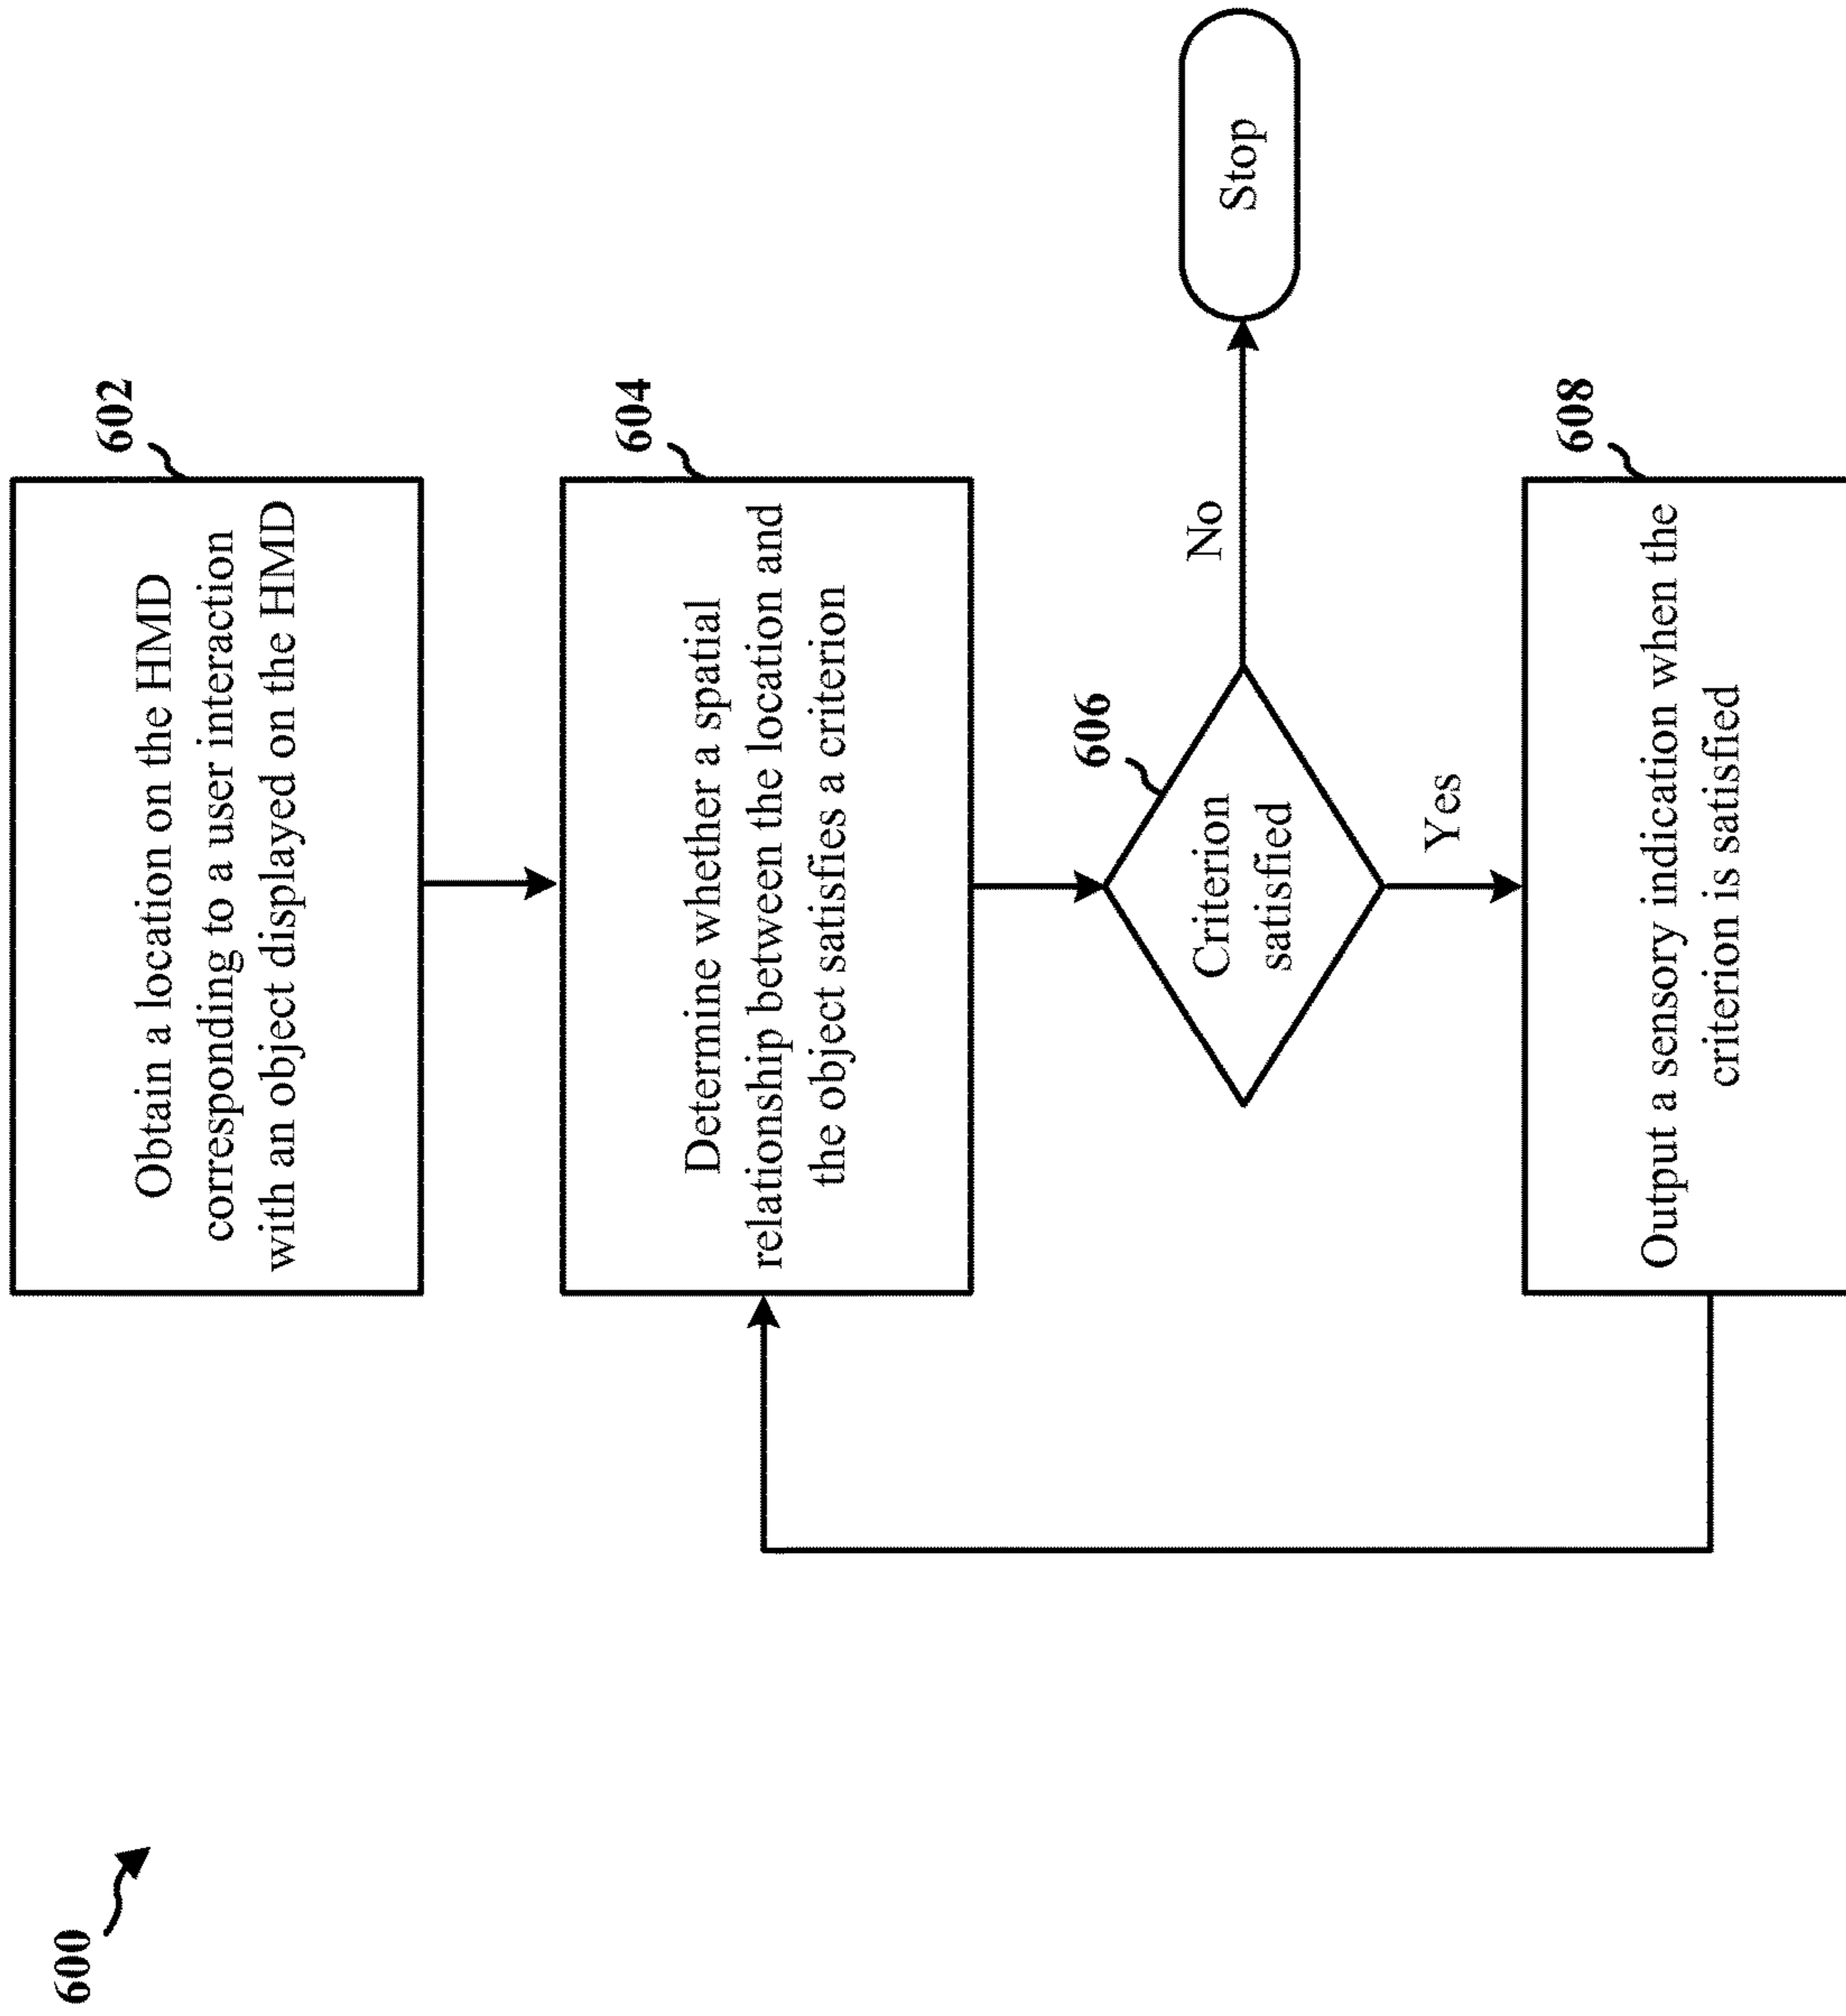 600
602
Obtain a location on the HMD
corresponding to a user interaction
with an object displayed on the HMD
604
Determine whether a spatial
relationship between the location and
the object satisfies a criterion
606
Criterion
satisfied
No
Stop
Yes
608
Output a sensory indication when the
criterion is satisfied